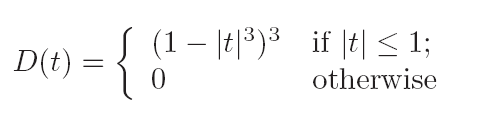 D(t) = { (1 − |t|³)³ if |t| ≤ 1;
0 otherwise